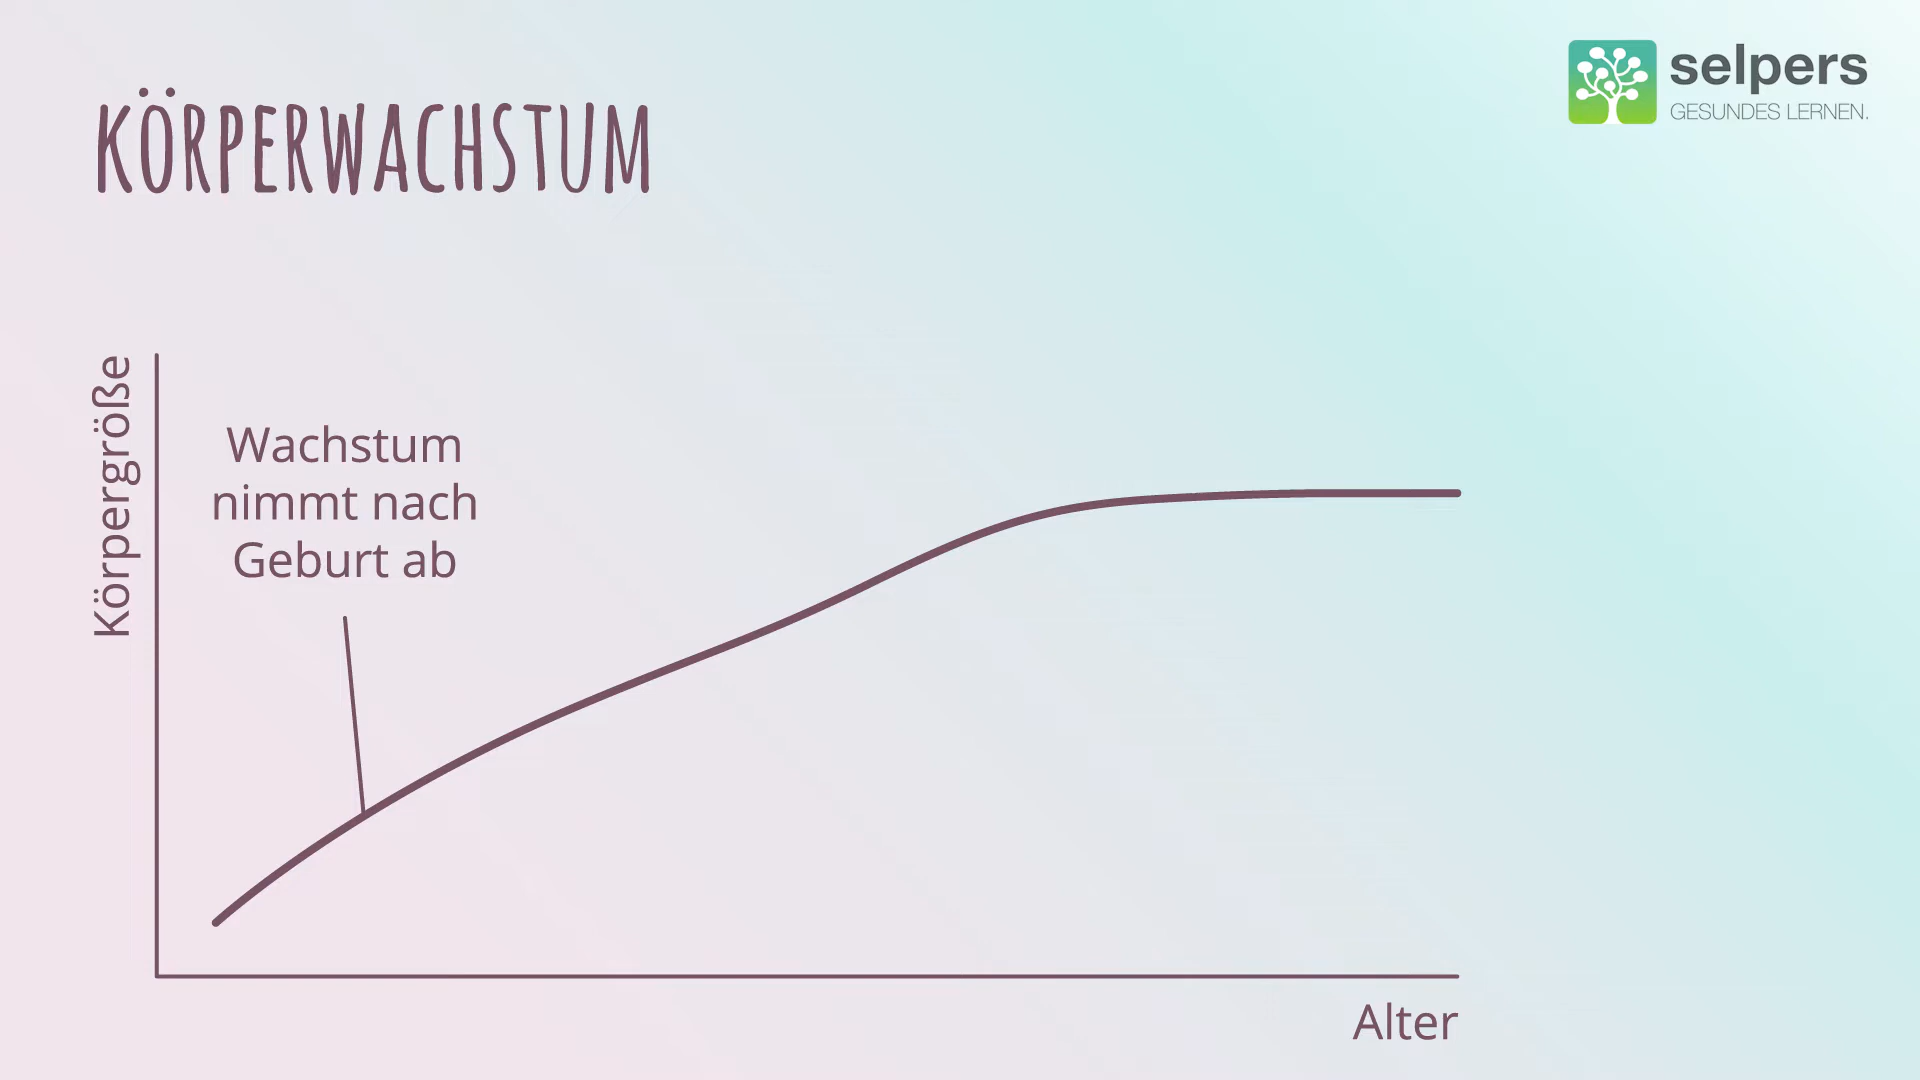 selpers
GESUNDES LERNEN.
KÖRPERWACHSTUM
Körpergröße
Wachstum
nimmt nach
Geburt ab
Alter